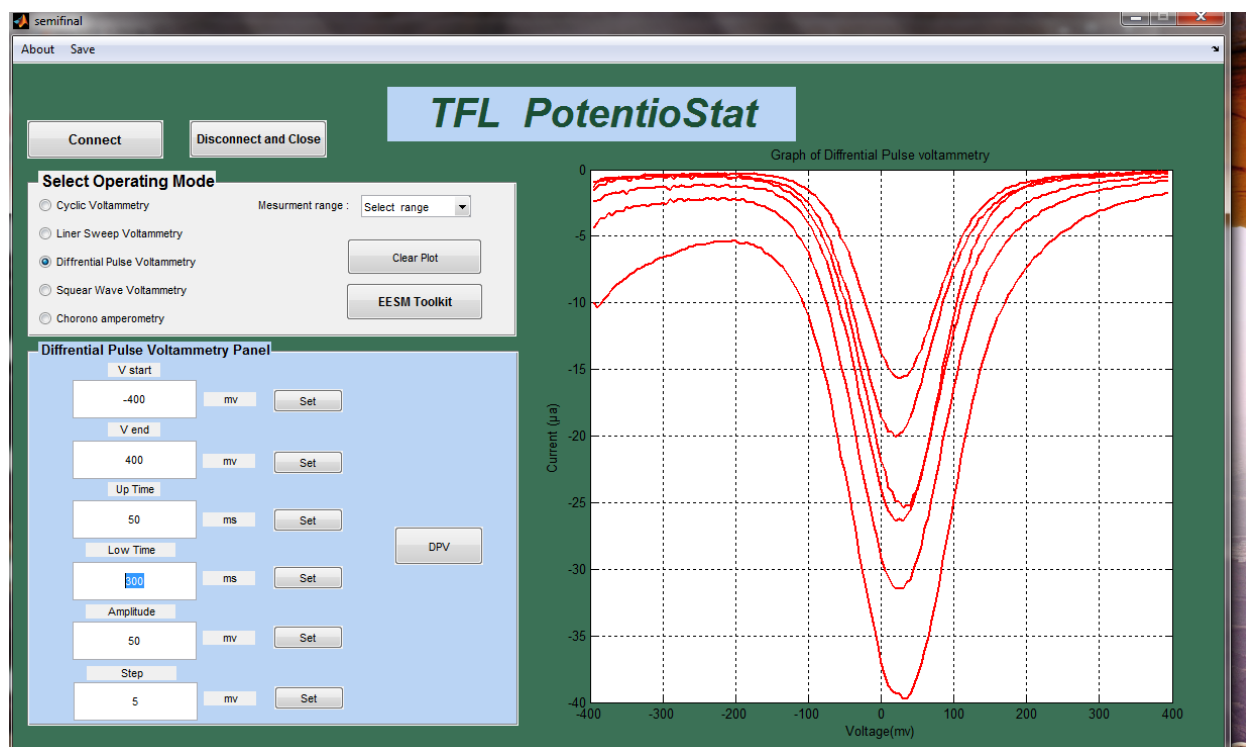 semifinal
About Save
TFL PotentioStat
Connect
Disconnect and Close
Select Operating Mode
Cyclic Voltammetry
Mesurment range :
Select range
Liner Sweep Voltammetry
Diffrential Pulse Voltammetry
Clear Plot
Squear Wave Voltammetry
EESM Toolkit
Chorono amperometry
Diffrential Pulse Voltammetry Panel
V start
-400 mv Set
V end
400 mv Set
Up Time
50 ms Set
Low Time
300 ms Set
DPV
Amplitude
50 mv Set
Step
5 mv Set
Graph of Diffrential Pulse voltammetry
0
-5
-10
-15
-20
-25
-30
-35
-40
Current (µa)
-400 -300 -200 -100 0 100 200 300 400
Voltage(mv)